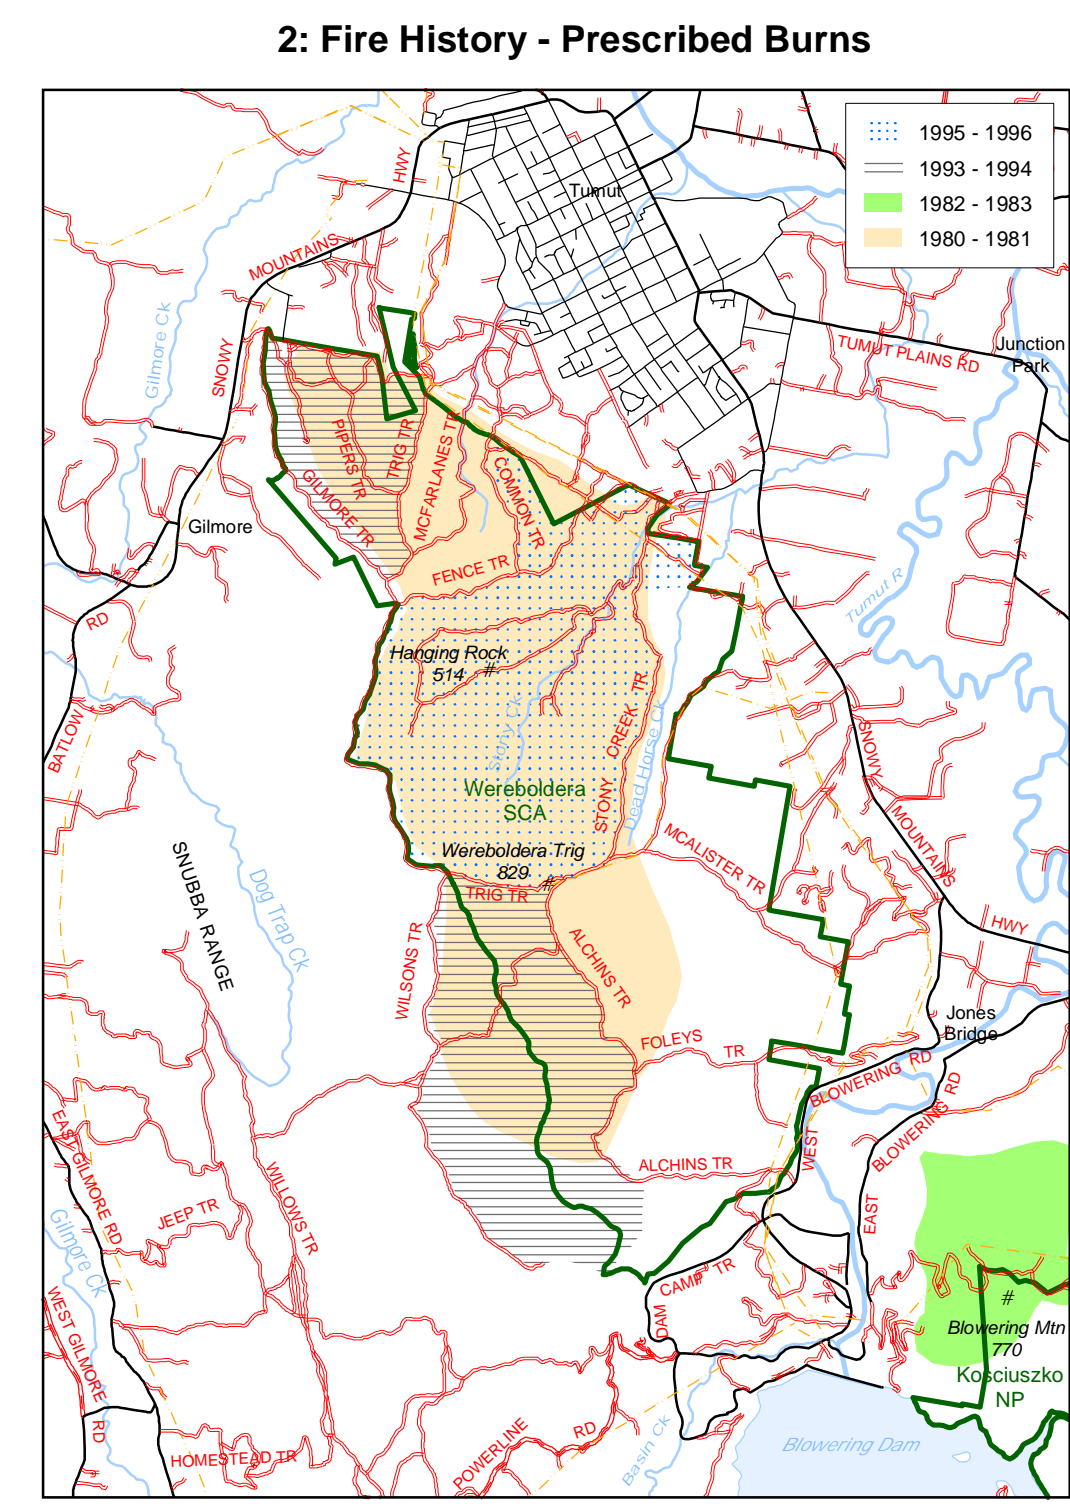 2: Fire History - Prescribed Burns
1995 - 1996
1993 - 1994
1982 - 1983
1980 - 1981
HWY
Tumut
MOUNTAINS
Gilmore Ck
SNOWY
TUMUT PLAINS RD
Junction
Park
PIPERS TR
TRIG TR
MCFARLANES TR
COMMON TR
GILMORE TR
Gilmore
FENCE TR
Tumut R
RD
Hanging Rock
514 #
BATLOW
STONY CREEK TR
Stony Ck
Dead Horse Ck
SNOWY
MOUNTAINS
HWY
Wereboldera
SCA
Wereboldera Trig
829 #
MCALISTER TR
TRIG TR
SNUBBA RANGE
Dog Trap Ck
WILSONS TR
ALCHINS TR
FOLEYS TR
Jones
Bridge
WEST BLOWERING RD
EAST BLOWERING RD
EAST GILMORE RD
ALCHINS TR
WILLOWS TR
JEEP TR
Gilmore Ck
WEST GILMORE RD
DAM CAMP TR
#
Blowering Mtn
770
Kosciuszko
NP
HOMESTEAD TR
POWERLINE RD
Basin Ck
Blowering Dam